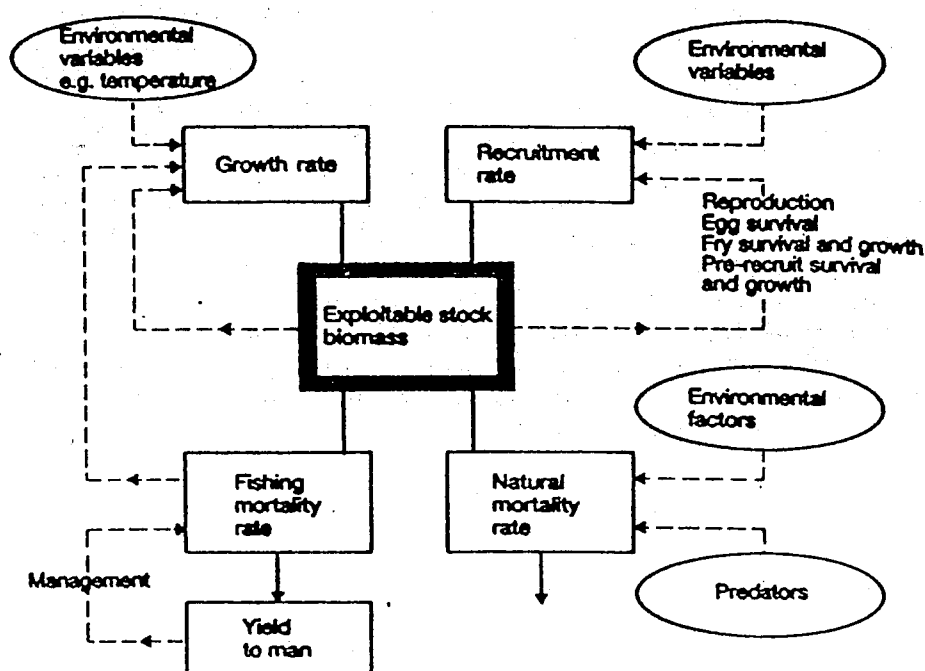 Environmental
variables
e.g. temperature
Environmental
variables
Growth rate
Recruitment
rate
Reproduction
Egg survival
Fry survival and growth
Pre-recruit survival
and growth
Exploitable stock
biomass
Environmental
factors
Fishing
mortality
rate
Natural
mortality
rate
Management
Predators
Yield
to man